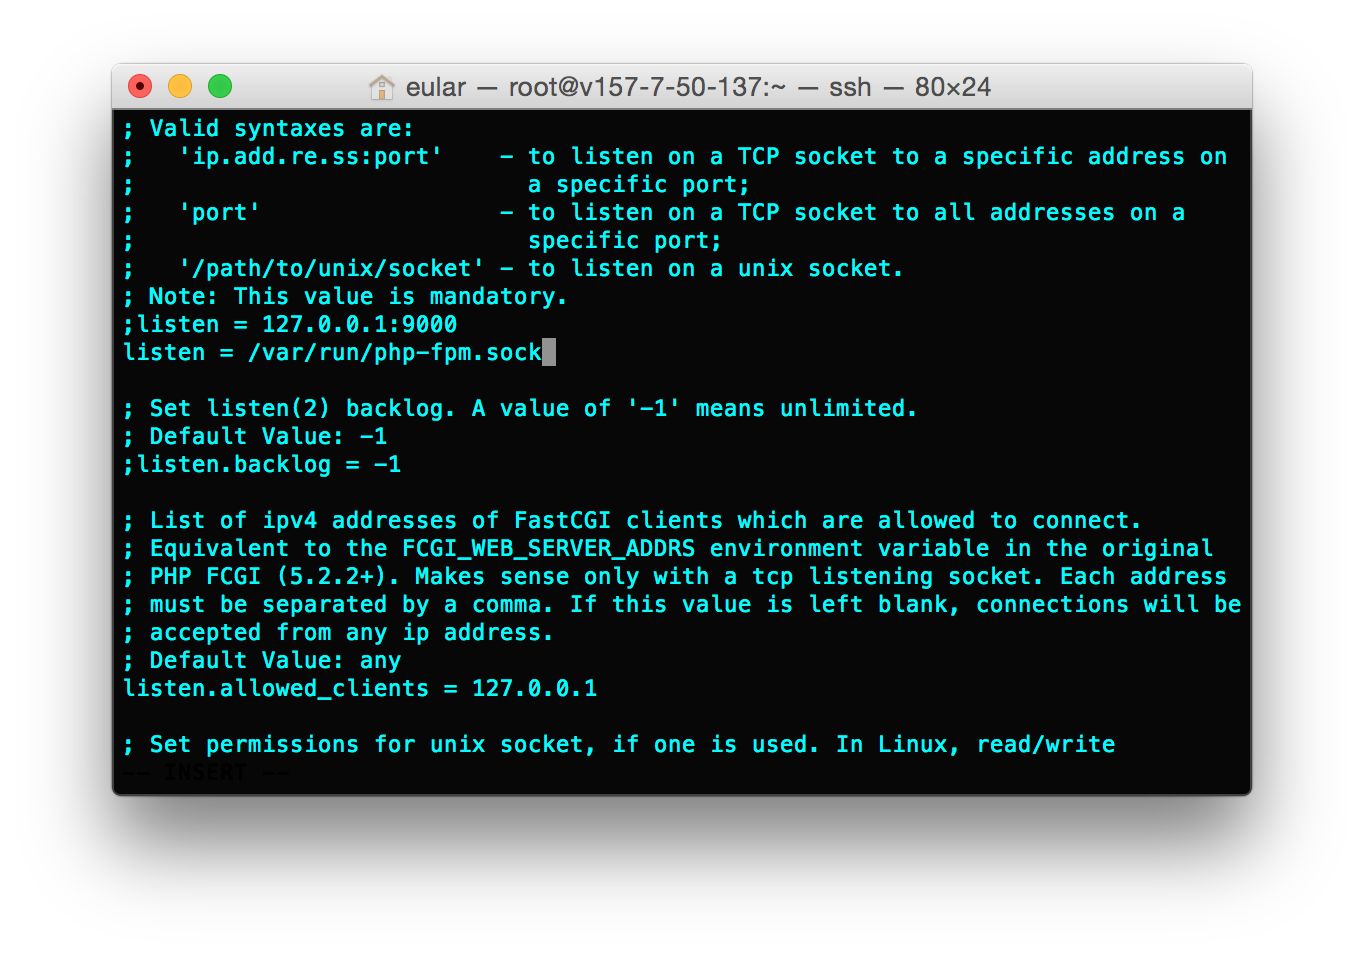 eular — root@v157-7-50-137:~ — ssh — 80×24
; Valid syntaxes are:
;   'ip.add.re.ss:port'    - to listen on a TCP socket to a specific address on
;                            a specific port;
;   'port'                 - to listen on a TCP socket to all addresses on a
;                            specific port;
;   '/path/to/unix/socket' - to listen on a unix socket.
; Note: This value is mandatory.
;listen = 127.0.0.1:9000
listen = /var/run/php-fpm.sock
; Set listen(2) backlog. A value of '-1' means unlimited.
; Default Value: -1
;listen.backlog = -1
; List of ipv4 addresses of FastCGI clients which are allowed to connect.
; Equivalent to the FCGI_WEB_SERVER_ADDRS environment variable in the original
; PHP FCGI (5.2.2+). Makes sense only with a tcp listening socket. Each address
; must be separated by a comma. If this value is left blank, connections will be
; accepted from any ip address.
; Default Value: any
listen.allowed_clients = 127.0.0.1
; Set permissions for unix socket, if one is used. In Linux, read/write
-- INSERT --